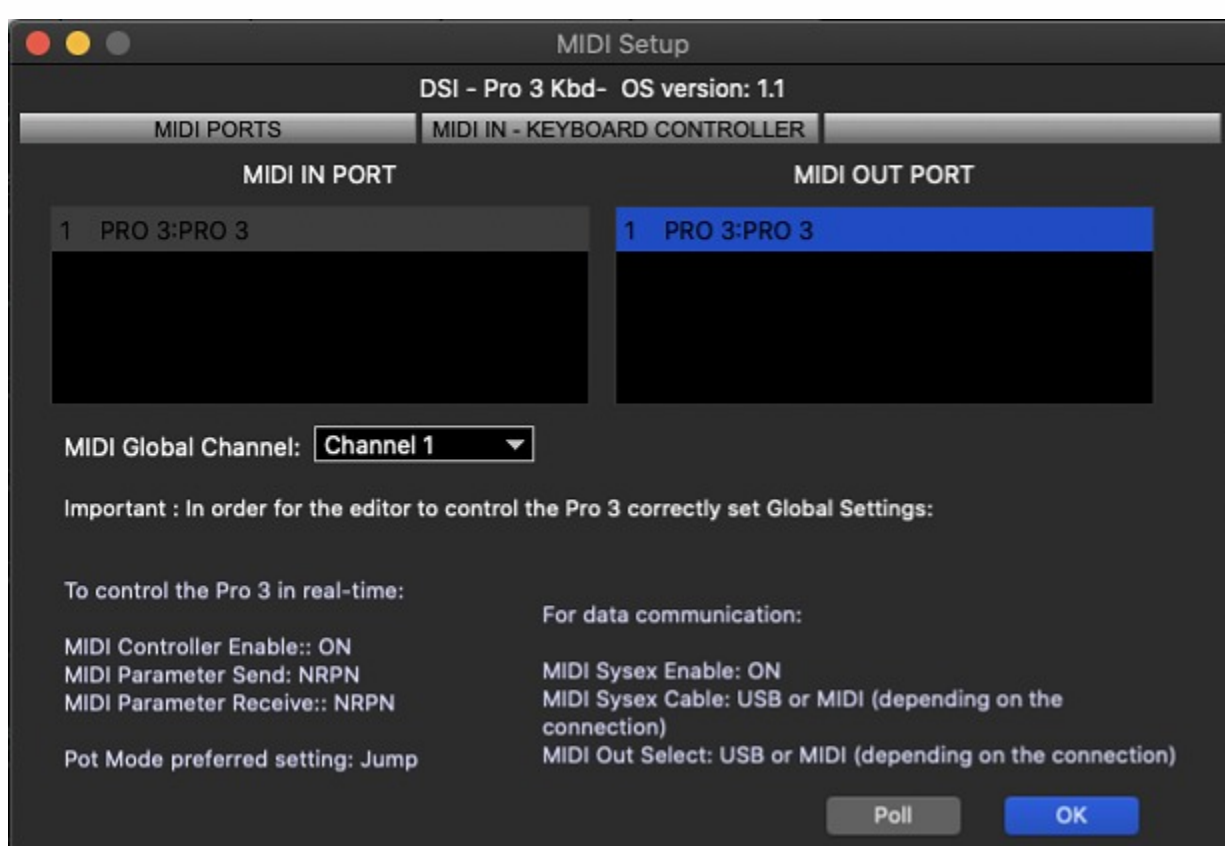 MIDI Setup
DSI - Pro 3 Kbd- OS version: 1.1
MIDI PORTS
MIDI IN - KEYBOARD CONTROLLER
MIDI IN PORT
MIDI OUT PORT
1 PRO 3:PRO 3
1 PRO 3:PRO 3
MIDI Global Channel: Channel 1
Important : In order for the editor to control the Pro 3 correctly set Global Settings:
To control the Pro 3 in real-time:
MIDI Controller Enable:: ON
MIDI Parameter Send: NRPN
MIDI Parameter Receive:: NRPN
Pot Mode preferred setting: Jump
For data communication:
MIDI Sysex Enable: ON
MIDI Sysex Cable: USB or MIDI (depending on the
connection)
MIDI Out Select: USB or MIDI (depending on the connection)
Poll
OK